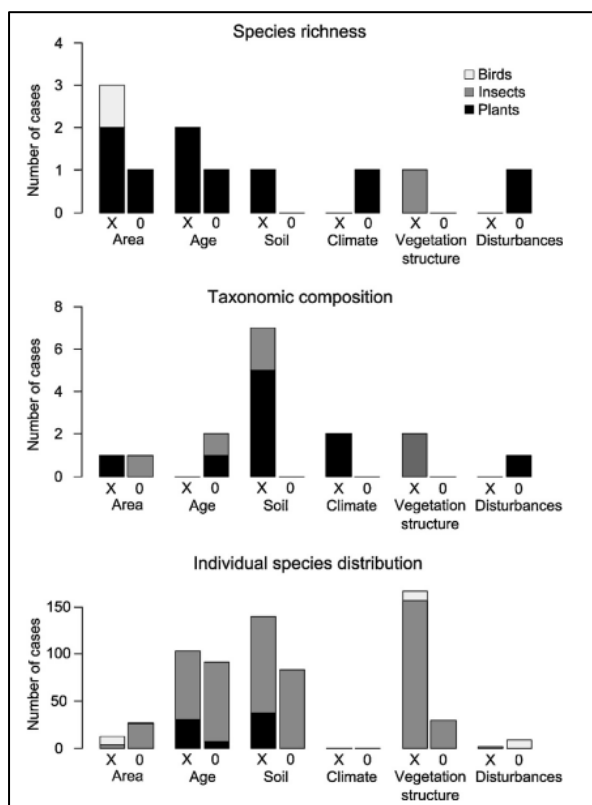 Species richness
Number of cases
4
3
2
1
0
Birds
Insects
Plants
X 0 X 0 X 0 X 0 X 0 X 0
Area Age Soil Climate Vegetation structure Disturbances
Taxonomic composition
Number of cases
8
6
4
2
0
X 0 X 0 X 0 X 0 X 0 X 0
Area Age Soil Climate Vegetation structure Disturbances
Individual species distribution
Number of cases
150
100
50
0
X 0 X 0 X 0 X 0 X 0 X 0
Area Age Soil Climate Vegetation structure Disturbances